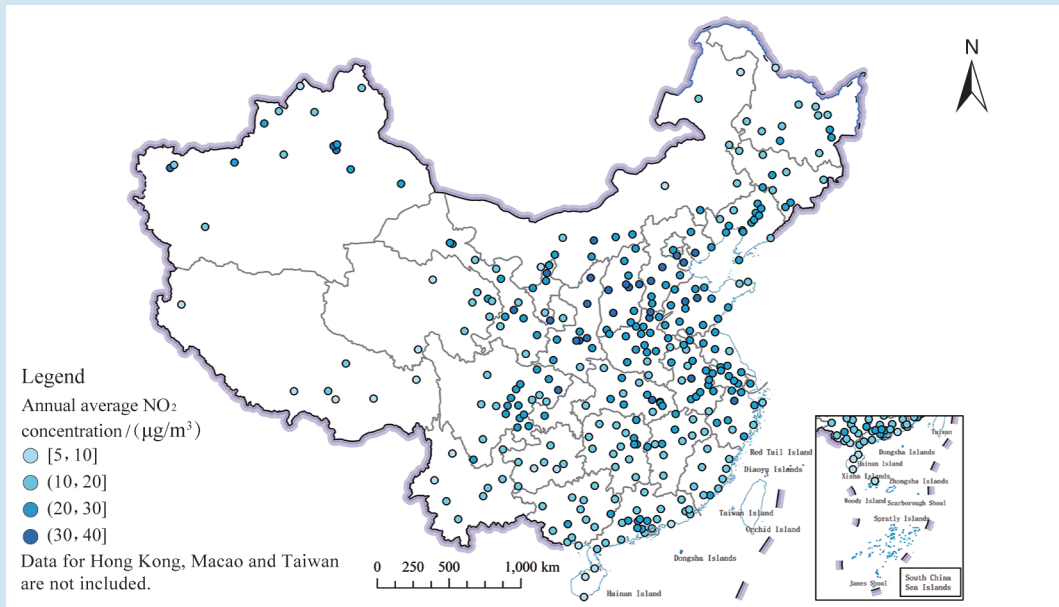 N
Legend
Annual average NO₂
concentration / (μg/m³)
[5, 10]
(10, 20]
(20, 30]
(30, 40]
Data for Hong Kong, Macao and Taiwan
are not included.
0 250 500 1,000 km
Red Tail Island
Diaoyu Islands
Taiwan Island
Orchid Island
Dongsha Islands
Hainan Island
Taiwan
Dongsha Islands
Hainan Island
Xisha Islands
Zhongsha Islands
Woody Island
Scarborough Shoal
Spratly Islands
James Shoal
South China
Sea Islands